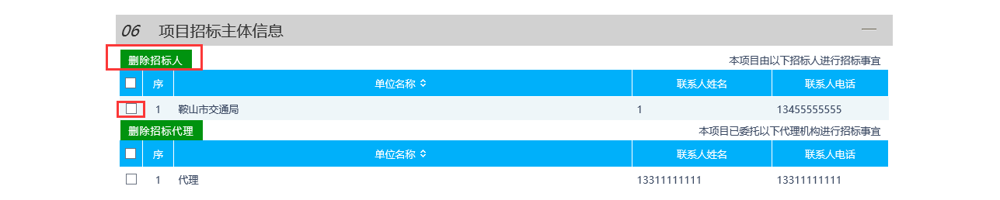 06 项目招标主体信息
删除招标人 本项目由以下招标人进行招标事宜
序 单位名称 联系人姓名 联系人电话
1 鞍山市交通局 1 13455555555
删除招标代理 本项目已委托以下代理机构进行招标事宜
序 单位名称 联系人姓名 联系人电话
1 代理 13311111111 13311111111